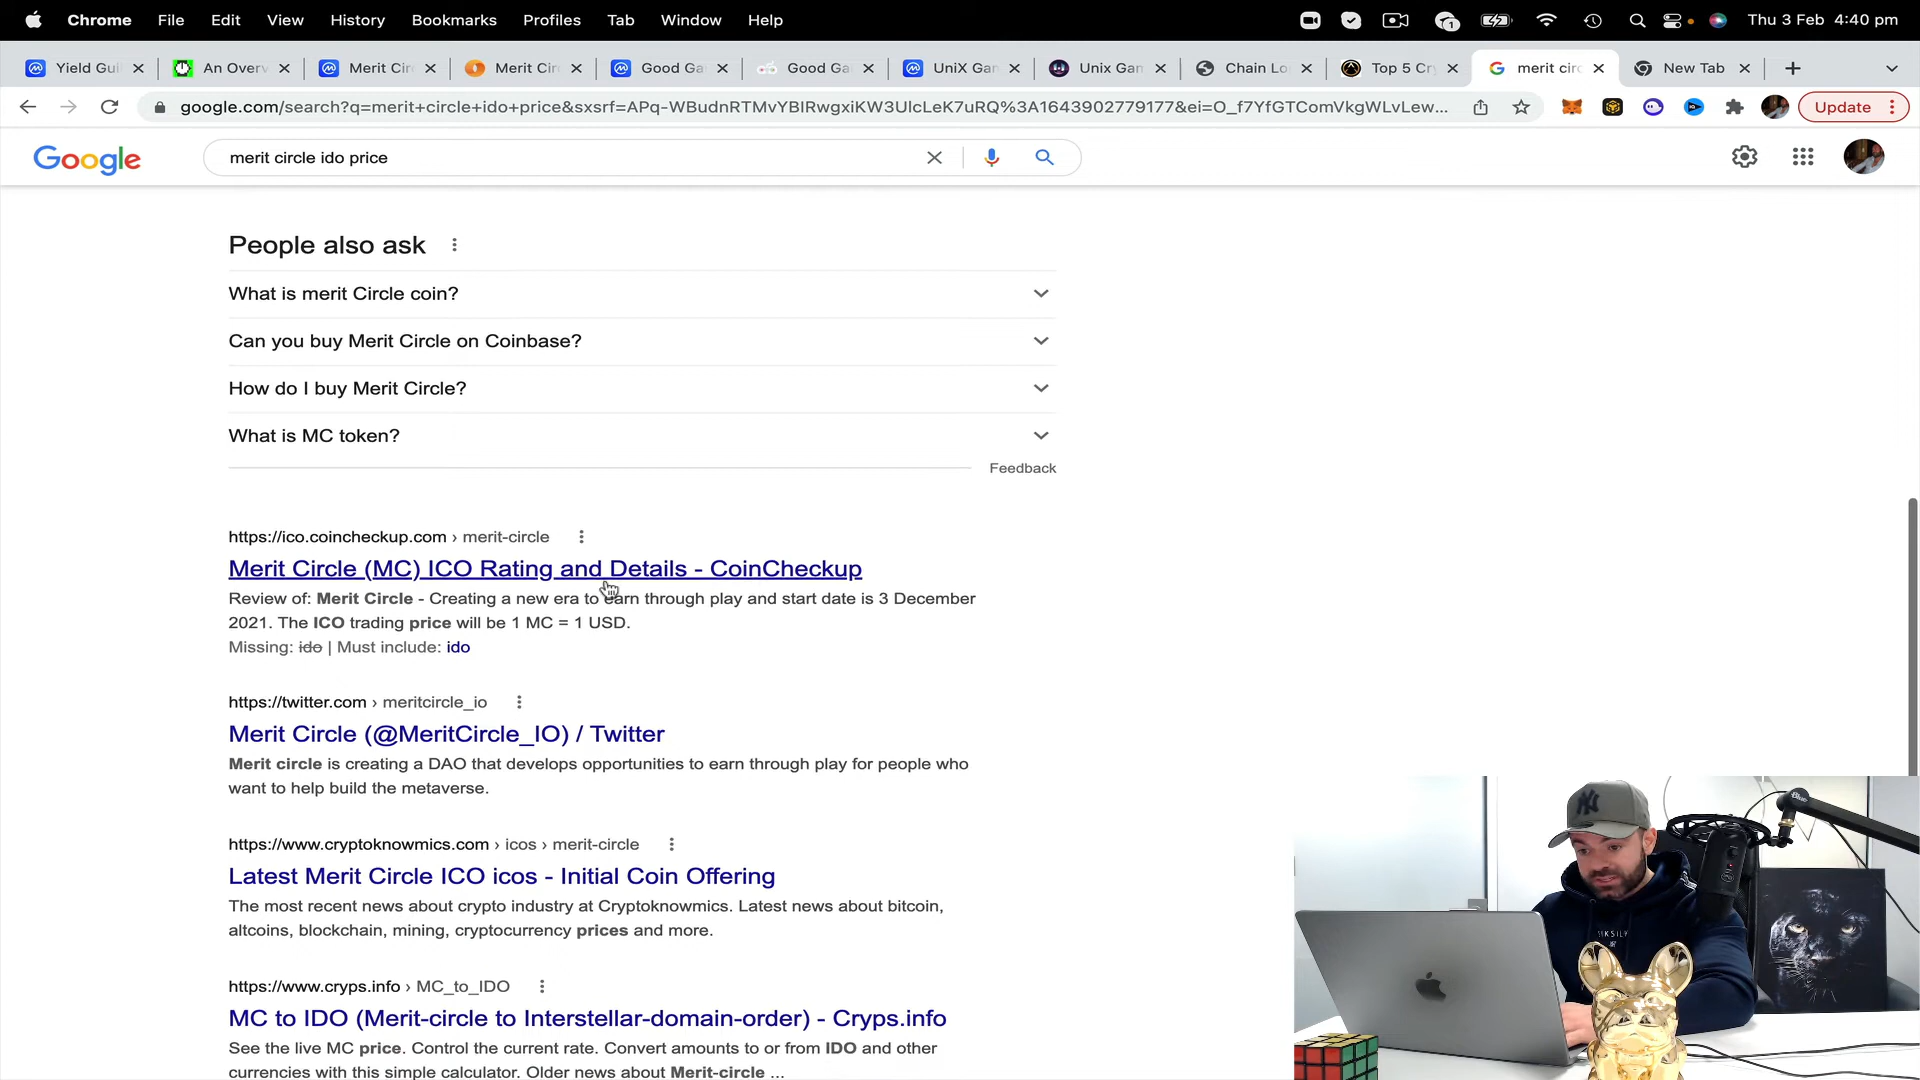 Chrome File Edit View History Bookmarks Profiles Tab Window Help 1 Thu 3 Feb 4:40 pm
Yield Gui An Overv Merit Cir Merit Cir Good Ga Good Ga UniX Gan Unix Gan Chain Lo Top 5 Cry merit circ New Tab
google.com/search?q=merit+circle+ido+price&sxsrf=APq-WBudnRTMvYBIRwgxiKW3UlcLeK7uRQ%3A1643902779177&ei=O_f7YfGTComVkgWLvLew... Update
Google merit circle ido price
People also ask
What is merit Circle coin?
Can you buy Merit Circle on Coinbase?
How do I buy Merit Circle?
What is MC token?
Feedback
https://ico.coincheckup.com › merit-circle
Merit Circle (MC) ICO Rating and Details - CoinCheckup
Review of: Merit Circle - Creating a new era to earn through play and start date is 3 December
2021. The ICO trading price will be 1 MC = 1 USD.
Missing: ido | Must include: ido
https://twitter.com › meritcircle_io
Merit Circle (@MeritCircle_IO) / Twitter
Merit circle is creating a DAO that develops opportunities to earn through play for people who
want to help build the metaverse.
https://www.cryptoknowmics.com › icos › merit-circle
Latest Merit Circle ICO icos - Initial Coin Offering
The most recent news about crypto industry at Cryptoknowmics. Latest news about bitcoin,
altcoins, blockchain, mining, cryptocurrency prices and more.
https://www.cryps.info › MC_to_IDO
MC to IDO (Merit-circle to Interstellar-domain-order) - Cryps.info
See the live MC price. Control the current rate. Convert amounts to or from IDO and other
currencies with this simple calculator. Older news about Merit-circle ...
Blue